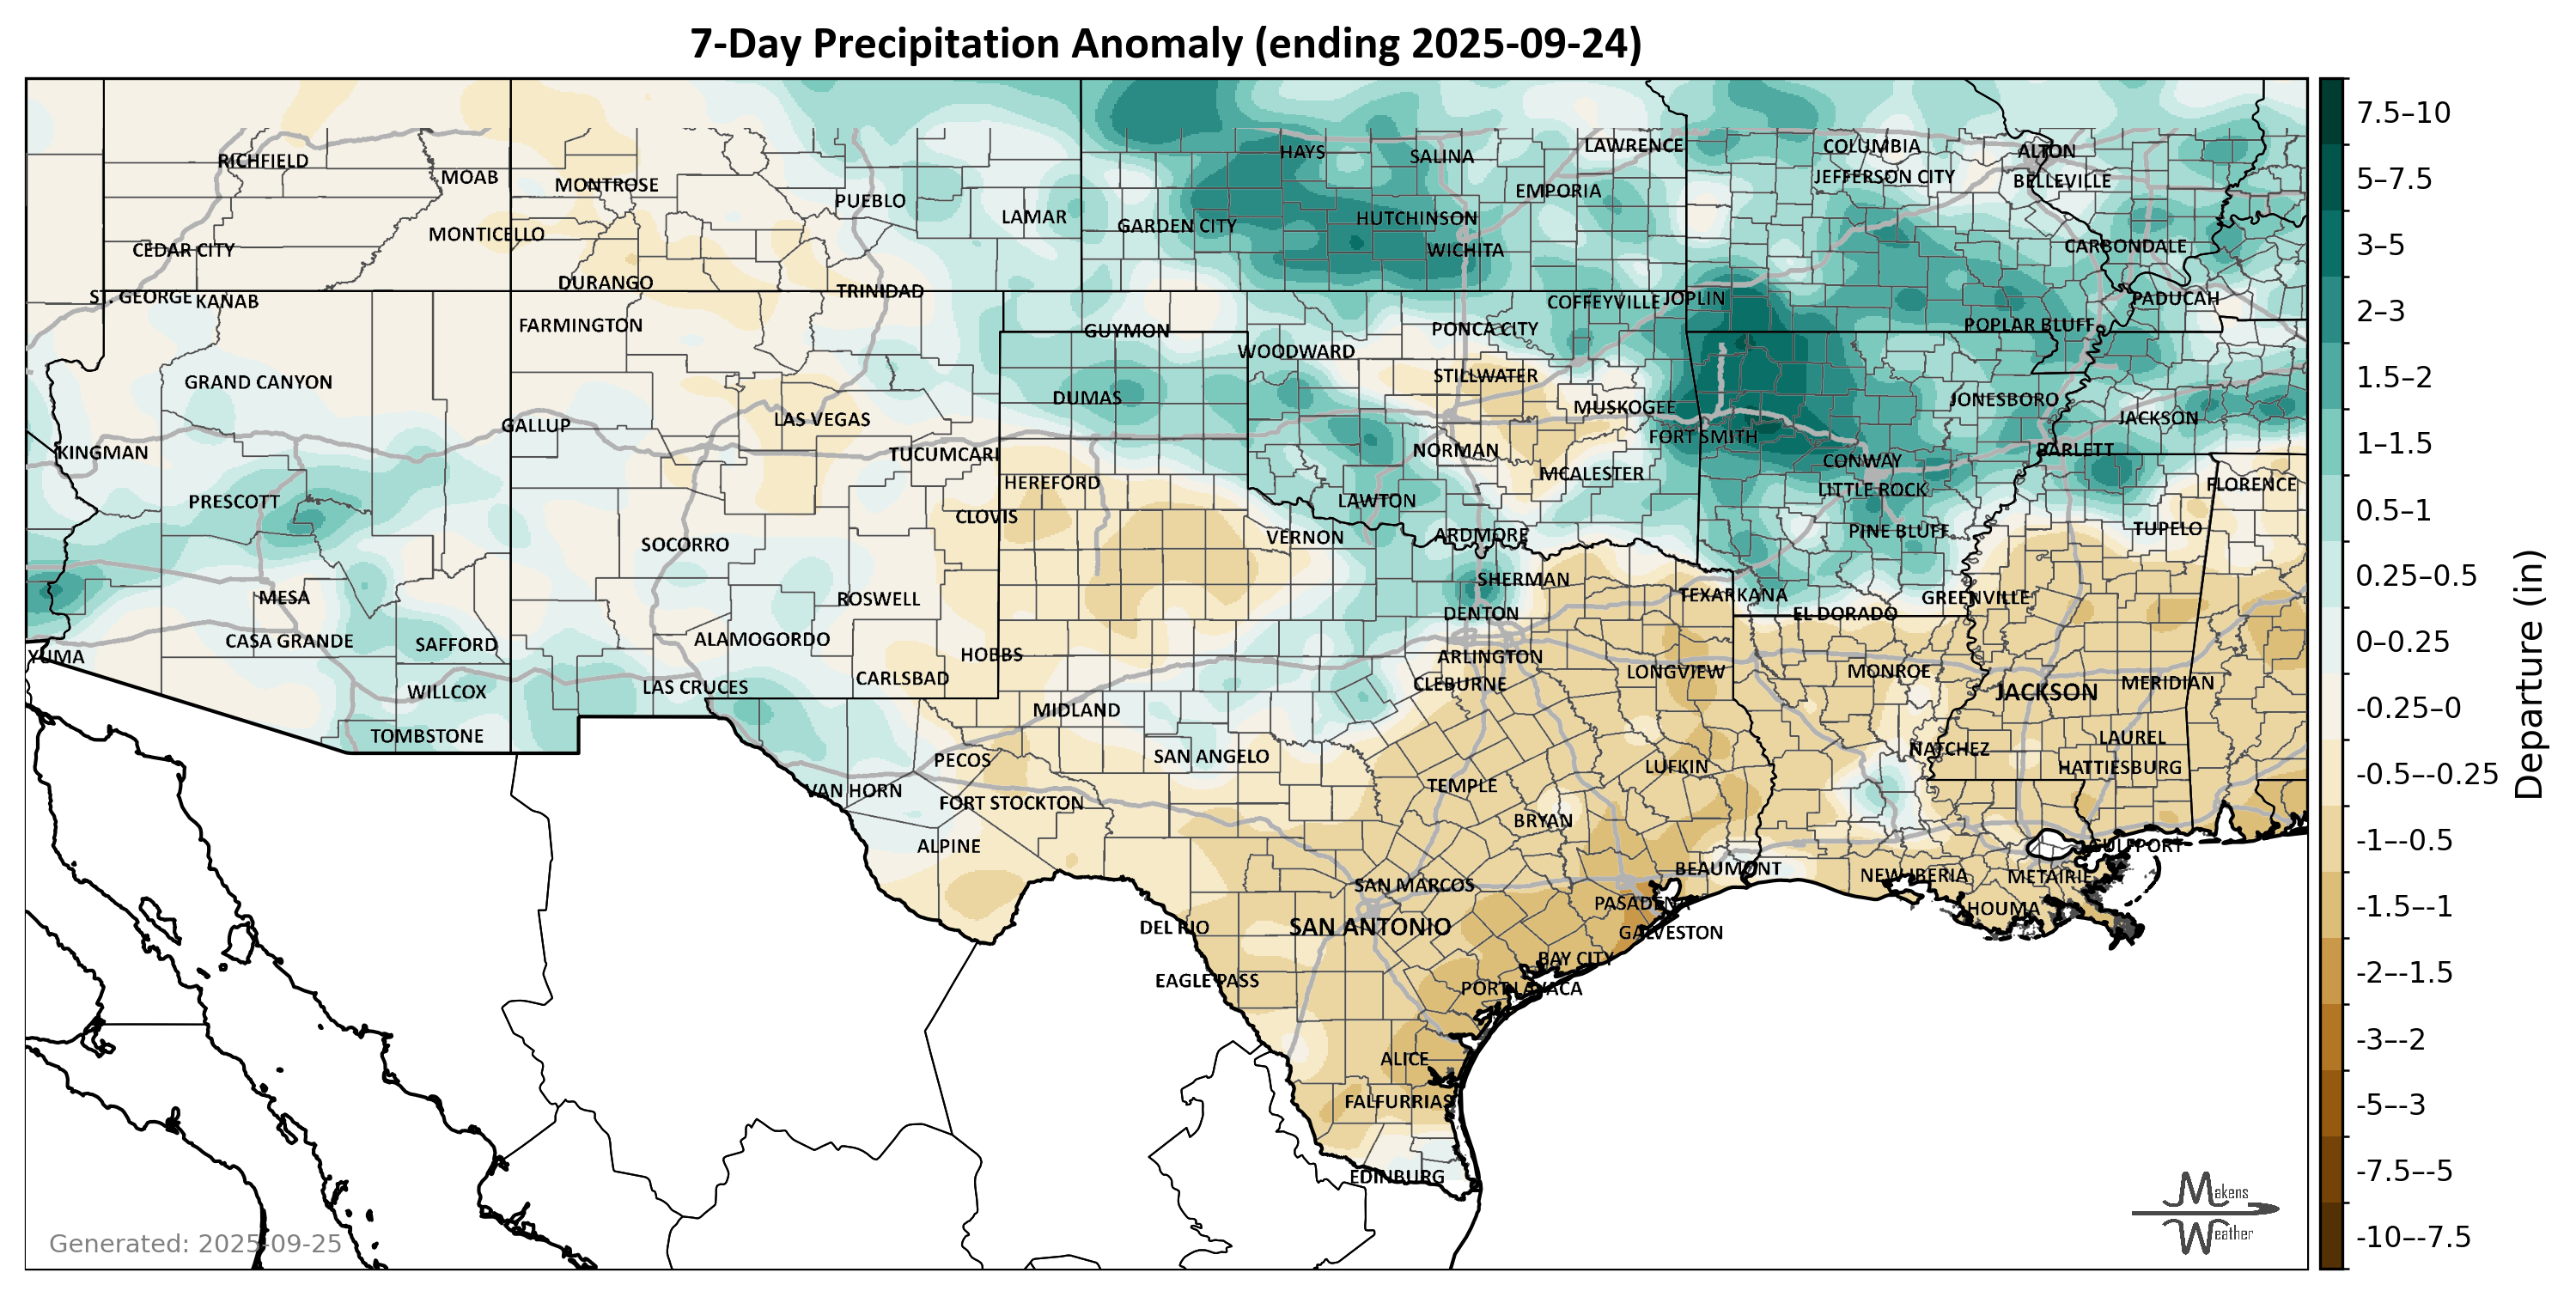 7-Day Precipitation Anomaly (ending 2025-09-24)
RICHFIELD
MOAB
MONTROSE
PUEBLO
LAMAR
HAYS
SALINA
LAWRENCE
COLUMBIA
ALTON
JEFFERSON CITY
BELLEVILLE
EMPORIA
GARDEN CITY
HUTCHINSON
WICHITA
CEDAR CITY
MONTICELLO
CARBONDALE
DURANGO
TRINIDAD
ST. GEORGE
KANAB
COFFEYVILLE
JOPLIN
PADUCAH
FARMINGTON
GUYMON
PONCA CITY
POPLAR BLUFF
WOODWARD
GRAND CANYON
STILLWATER
DUMAS
MUSKOGEE
JONESBORO
GALLUP
LAS VEGAS
JACKSON
FORT SMITH
KINGMAN
TUCUMCARI
NORMAN
BARLETT
CONWAY
HEREFORD
MCALESTER
FLORENCE
PRESCOTT
LAWTON
LITTLE ROCK
CLOVIS
VERNON
ARDMORE
PINE BLUFF
TUPELO
SOCORRO
SHERMAN
MESA
ROSWELL
DENTON
TEXARKANA
EL DORADO
GREENVILLE
CASA GRANDE
SAFFORD
ALAMOGORDO
YUMA
HOBBS
ARLINGTON
CLEBURNE
LONGVIEW
MONROE
JACKSON
MERIDIAN
WILLCOX
LAS CRUCES
CARLSBAD
MIDLAND
TOMBSTONE
PECOS
SAN ANGELO
NATCHEZ
LAUREL
HATTIESBURG
LUFKIN
TEMPLE
VAN HORN
FORT STOCKTON
BRYAN
ALPINE
GULFPORT
BEAUMONT
NEW IBERIA
METAIRIE
SAN MARCOS
PASADENA
HOUMA
DEL RIO
SAN ANTONIO
GALVESTON
BAY CITY
EAGLE PASS
PORT LAVACA
ALICE
FALFURRIAS
EDINBURG
7.5–10
5–7.5
3–5
2–3
1.5–2
1–1.5
0.5–1
0.25–0.5
0–0.25
-0.25–0
-0.5–-0.25
-1–-0.5
-1.5–-1
-2–-1.5
-3–-2
-5–-3
-7.5–-5
-10–-7.5
Departure (in)
Generated: 2025-09-25
Makens
Weather